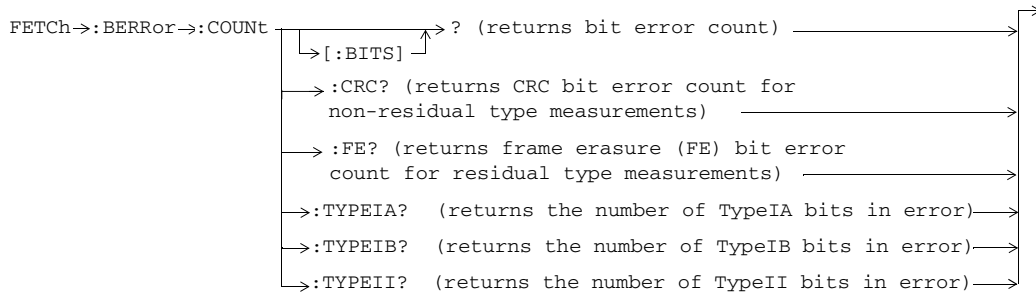 FETCh :BERRor :COUNt ? (returns bit error count)
[:BITS]
:CRC? (returns CRC bit error count for
non-residual type measurements)
:FE? (returns frame erasure (FE) bit error
count for residual type measurements)
:TYPEIA? (returns the number of TypeIA bits in error)
:TYPEIB? (returns the number of TypeIB bits in error)
:TYPEII? (returns the number of TypeII bits in error)